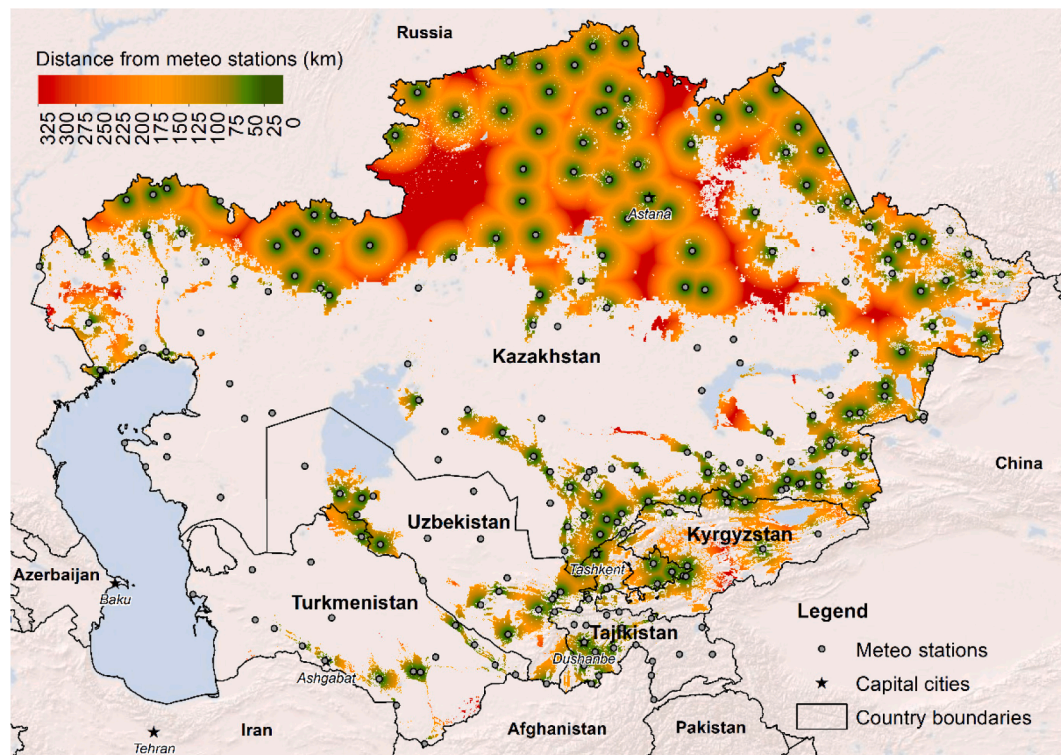 Russia
Distance from meteo stations (km)
325 300 275 250 225 200 175 150 125 100 75 50 25 0
Astana
Kazakhstan
China
Uzbekistan
Kyrgyzstan
Azerbaijan
Tashkent
Baku
Turkmenistan
Legend
Tajikistan
Meteo stations
Dushanbe
Ashgabat
Capital cities
Country boundaries
Iran
Afghanistan
Pakistan
Tehran